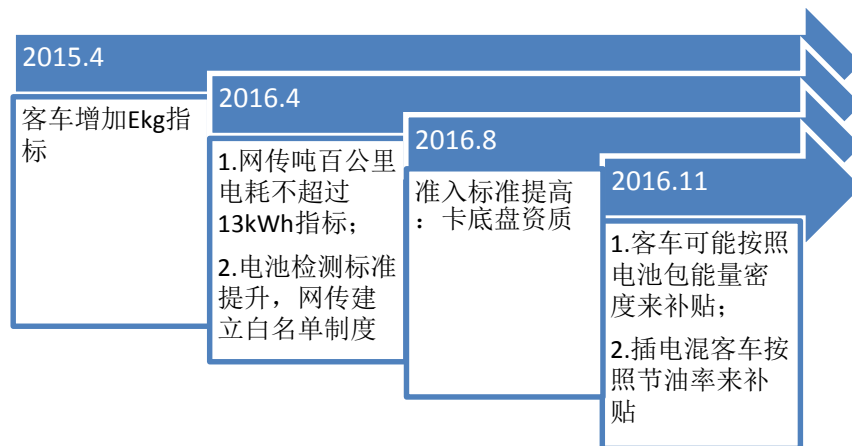 2015.4
客车增加Ekg指
标
2016.4
1.网传吨百公里
电耗不超过
13kWh指标；
2.电池检测标准
提升，网传建
立白名单制度
2016.8
准入标准提高
：卡底盘资质
2016.11
1.客车可能按照
电池包能量密
度来补贴；
2.插电混客车按
照节油率来补
贴